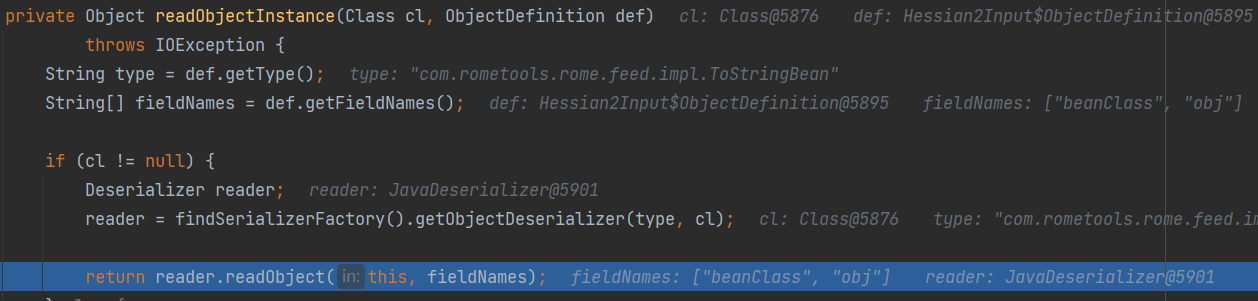 private Object readObjectInstance(Class cl, ObjectDefinition def) cl: Class@5876 def: Hessian2Input$ObjectDefinition@5895
throws IOException {
String type = def.getType(); type: "com.rometools.rome.feed.impl.ToStringBean"
String[] fieldNames = def.getFieldNames(); def: Hessian2Input$ObjectDefinition@5895 fieldNames: ["beanClass", "obj"]
if (cl != null) {
Deserializer reader; reader: JavaDeserializer@5901
reader = findSerializerFactory().getObjectDeserializer(type, cl); cl: Class@5876 type: "com.rometools.rome.feed.im
return reader.readObject( in: this, fieldNames); fieldNames: ["beanClass", "obj"] reader: JavaDeserializer@5901